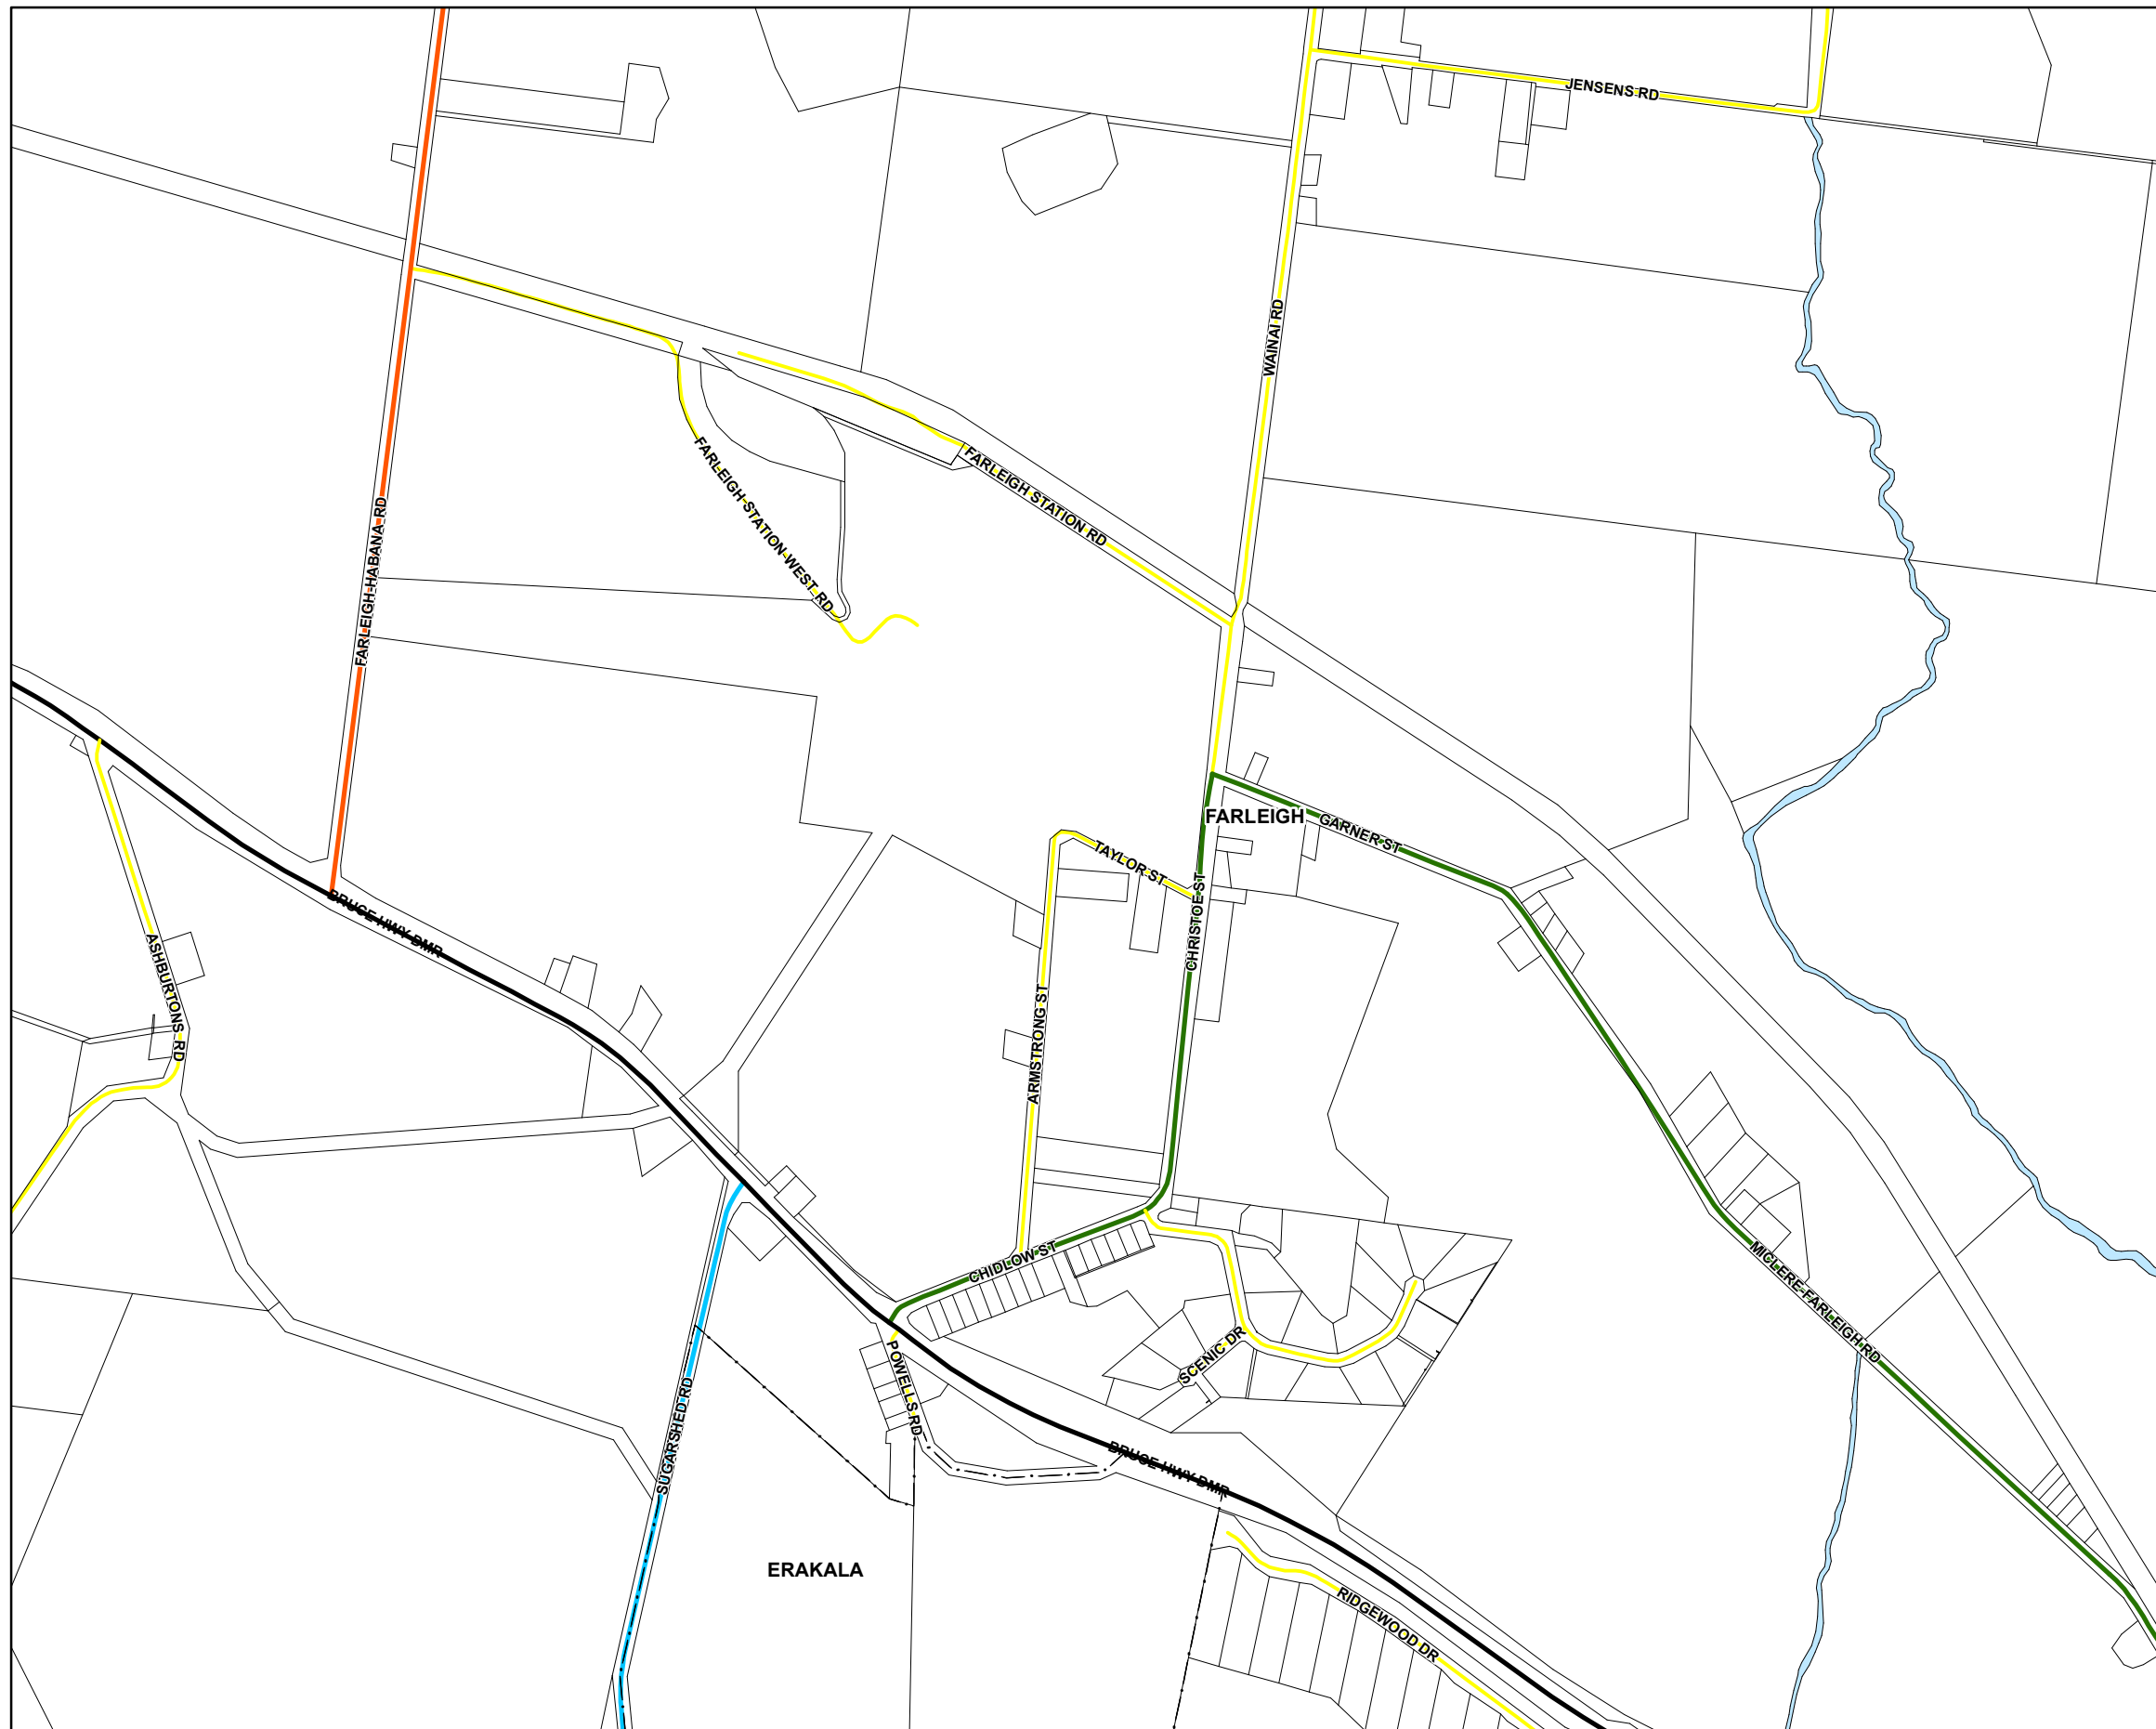 JENSENS RD
WAINAI RD
FARLEIGH STATION RD
FARLEIGH STATION WEST RD
FARLEIGH-HABANA RD
FARLEIGH
GARNER ST
TAYLOR ST
CHRISTOE ST
BRUCE HWY DMR
ASHBURTONS RD
ARMSTRONG ST
CHIDLOW ST
MICLERE-FARLEIGH RD
SCENIC DR
POWELLS RD
SUGARSHED RD
BRUCE HWY DMR
ERAKALA
RIDGEWOOD DR